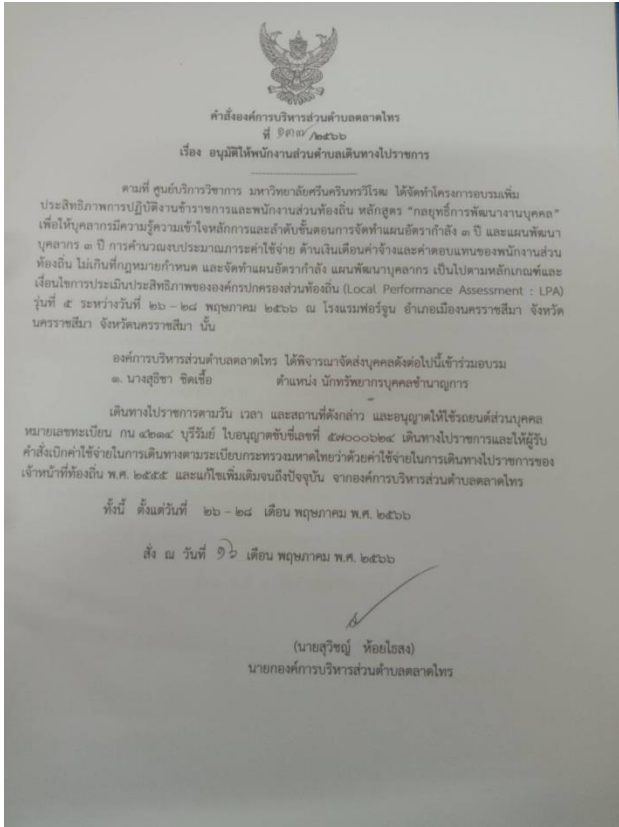 คำสั่งองค์การบริหารส่วนตำบลตลาดไทร
ที่ ๑๓๗/๒๕๖๖
เรื่อง อนุมัติให้พนักงานส่วนตำบลเดินทางไปราชการ
ตามที่ ศูนย์บริการวิชาการ มหาวิทยาลัยศรีนครินทรวิโรฒ ได้จัดทำโครงการอบรมเพิ่ม
ประสิทธิภาพการปฏิบัติงานข้าราชการและพนักงานส่วนท้องถิ่น หลักสูตร “กลยุทธ์การพัฒนางานบุคคล”
เพื่อให้บุคลากรมีความรู้ความเข้าใจหลักการและลำดับขั้นตอนการจัดทำแผนอัตรากำลัง ๓ ปี และแผนพัฒนา
บุคลากร ๓ ปี การคำนวณงบประมาณภาระค่าใช้จ่าย ด้านเงินเดือนค่าจ้างและค่าตอบแทนของพนักงานส่วน
ท้องถิ่น ไม่เกินที่กฎหมายกำหนด และจัดทำแผนอัตรากำลัง แผนพัฒนาบุคลากร เป็นไปตามหลักเกณฑ์และ
เงื่อนไขการประเมินประสิทธิภาพขององค์กรปกครองส่วนท้องถิ่น (Local Performance Assessment : LPA)
รุ่นที่ ๕ ระหว่างวันที่ ๒๖ – ๒๘ พฤษภาคม ๒๕๖๖ ณ โรงแรมฟอร์จูน อำเภอเมืองนครราชสีมา จังหวัด
นครราชสีมา จังหวัดนครราชสีมา นั้น
องค์การบริหารส่วนตำบลตลาดไทร ได้พิจารณาจัดส่งบุคคลดังต่อไปนี้เข้าร่วมอบรม
๑. นางสุธิชา ชิดเชื้อ ตำแหน่ง นักทรัพยากรบุคคลชำนาญการ
เดินทางไปราชการตามวัน เวลา และสถานที่ดังกล่าว และอนุญาตให้ใช้รถยนต์ส่วนบุคคล
หมายเลขทะเบียน กน ๔๒๑๔ บุรีรัมย์ ใบอนุญาตขับขี่เลขที่ ๕๗๐๐๐๖๒๔ เดินทางไปราชการและให้ผู้รับ
คำสั่งเบิกค่าใช้จ่ายในการเดินทางตามระเบียบกระทรวงมหาดไทยว่าด้วยค่าใช้จ่ายในการเดินทางไปราชการของ
เจ้าหน้าที่ท้องถิ่น พ.ศ. ๒๕๕๕ และแก้ไขเพิ่มเติมจนถึงปัจจุบัน จากองค์การบริหารส่วนตำบลตลาดไทร
ทั้งนี้ ตั้งแต่วันที่ ๒๖ – ๒๘ เดือน พฤษภาคม พ.ศ. ๒๕๖๖
สั่ง ณ วันที่ ๑๖ เดือน พฤษภาคม พ.ศ. ๒๕๖๖
(นายสุวิชญ์ ห้อยไธสง)
นายกองค์การบริหารส่วนตำบลตลาดไทร